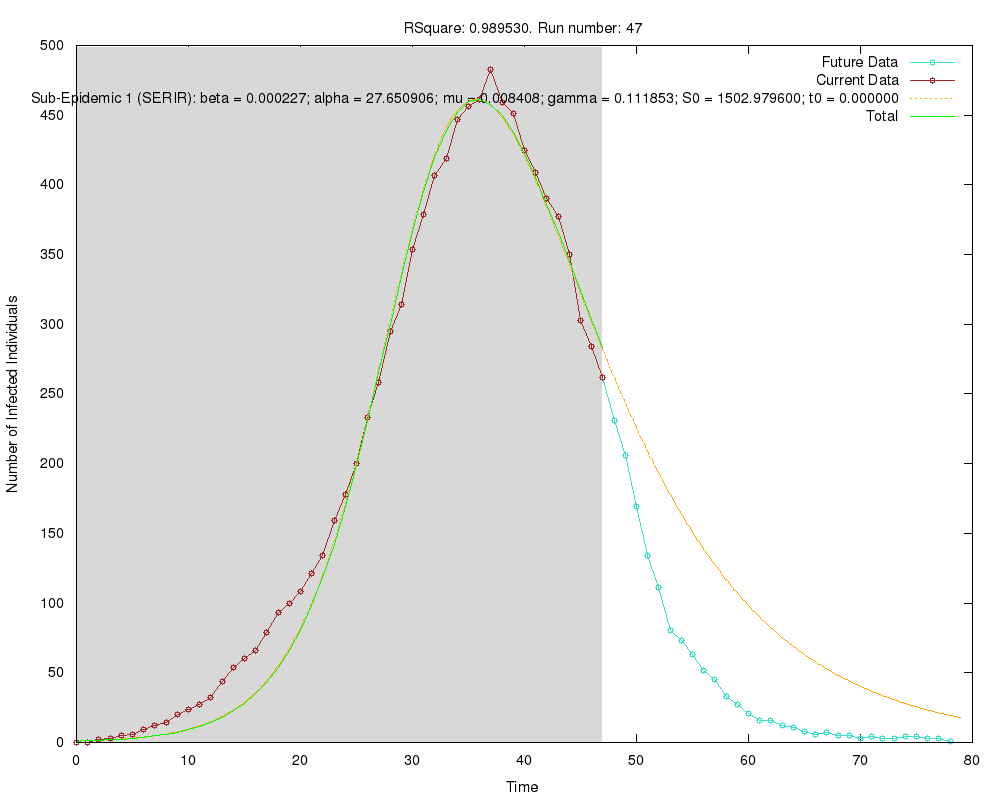 RSquare: 0.989530. Run number: 47
500
450
400
350
300
250
200
150
100
50
0
Number of Infected Individuals
Future Data
Current Data
Sub-Epidemic 1 (SERIR): beta = 0.000227; alpha = 27.650906; mu = 0.008408; gamma = 0.111853; S0 = 1502.979600; t0 = 0.000000
Total
0 10 20 30 40 50 60 70 80
Time